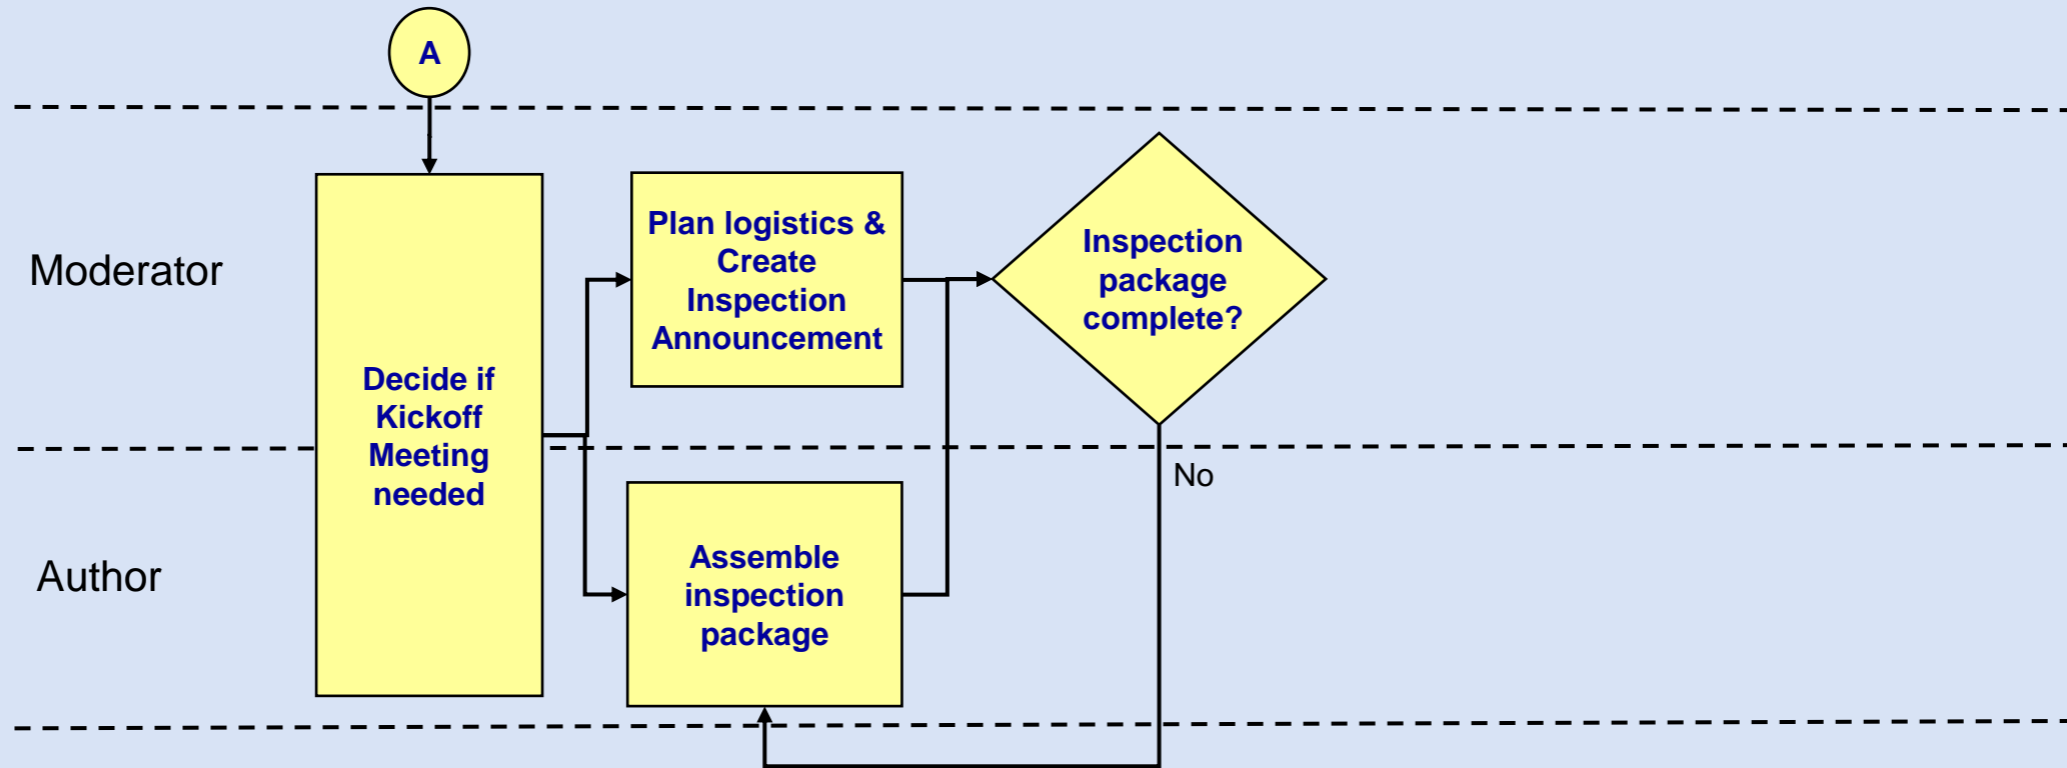 A
Moderator
Decide if
Kickoff
Meeting
needed
Plan logistics &
Create
Inspection
Announcement
Inspection
package
complete?
No
Author
Assemble
inspection
package